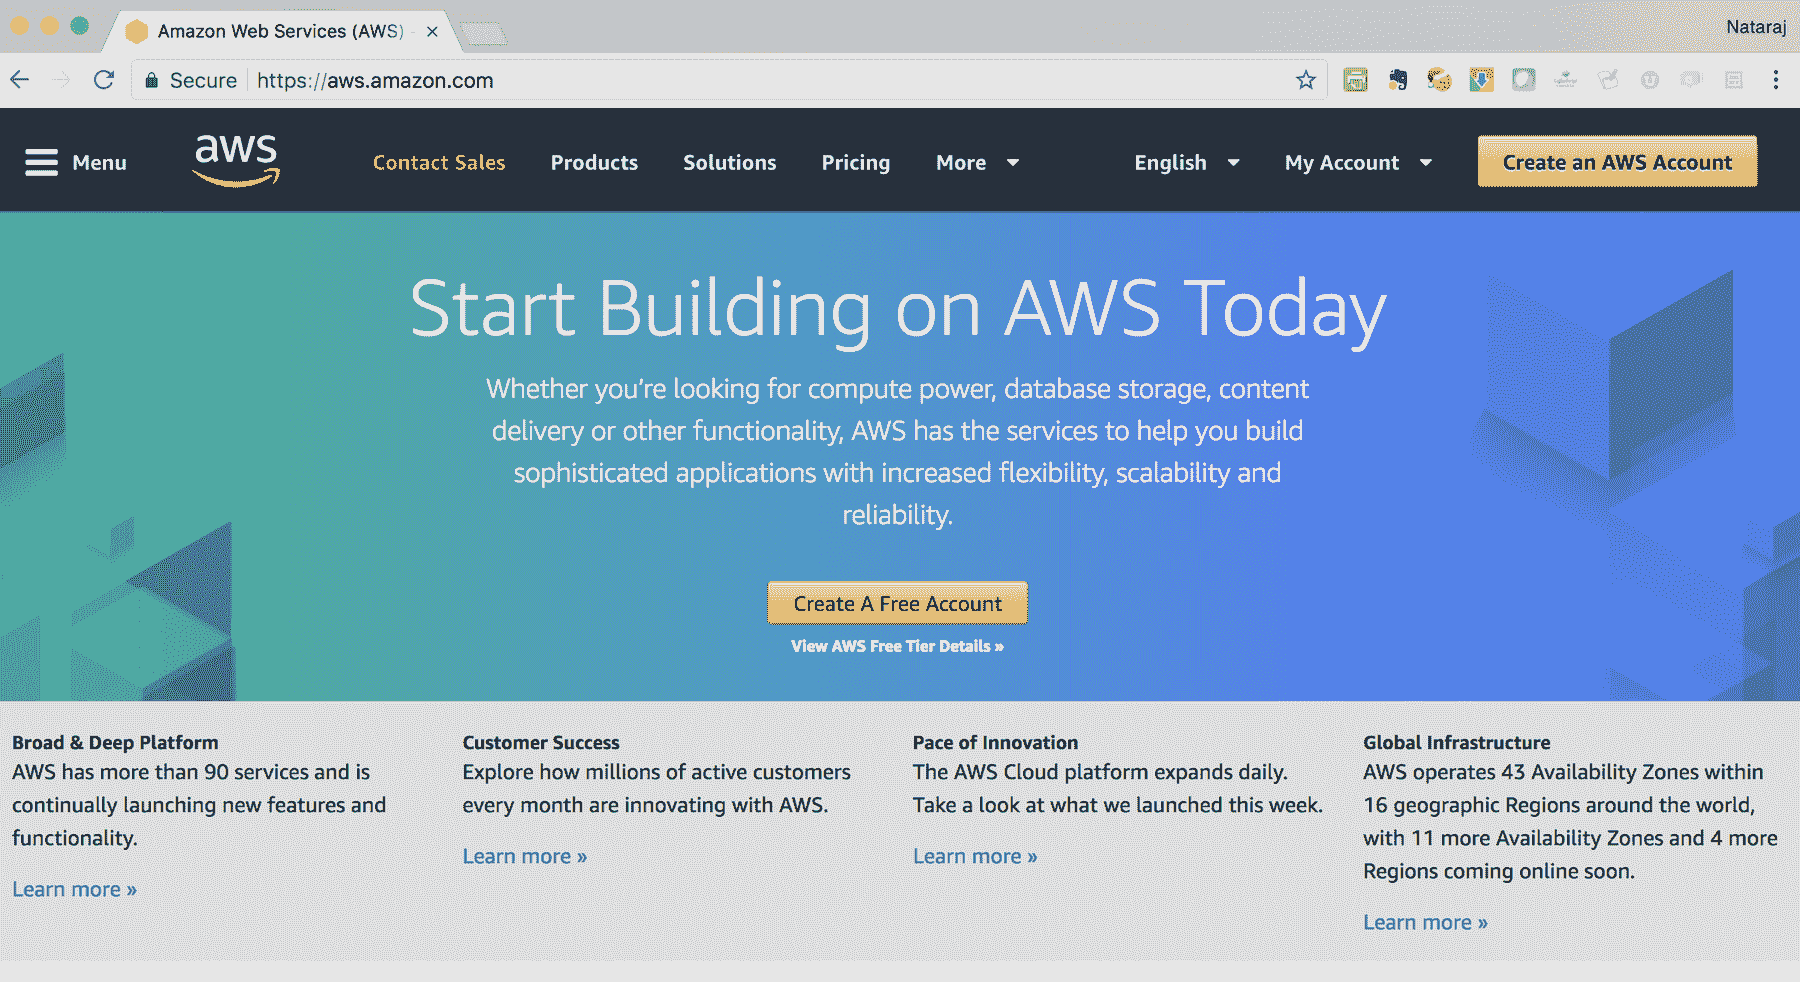 Amazon Web Services (AWS) -
Nataraj
Secure https://aws.amazon.com
Menu aws Contact Sales Products Solutions Pricing More English My Account Create an AWS Account
Start Building on AWS Today
Whether you’re looking for compute power, database storage, content
delivery or other functionality, AWS has the services to help you build
sophisticated applications with increased flexibility, scalability and
reliability.
Create A Free Account
View AWS Free Tier Details »
Broad & Deep Platform
AWS has more than 90 services and is
continually launching new features and
functionality.
Learn more »
Customer Success
Explore how millions of active customers
every month are innovating with AWS.
Learn more »
Pace of Innovation
The AWS Cloud platform expands daily.
Take a look at what we launched this week.
Learn more »
Global Infrastructure
AWS operates 43 Availability Zones within
16 geographic Regions around the world,
with 11 more Availability Zones and 4 more
Regions coming online soon.
Learn more »